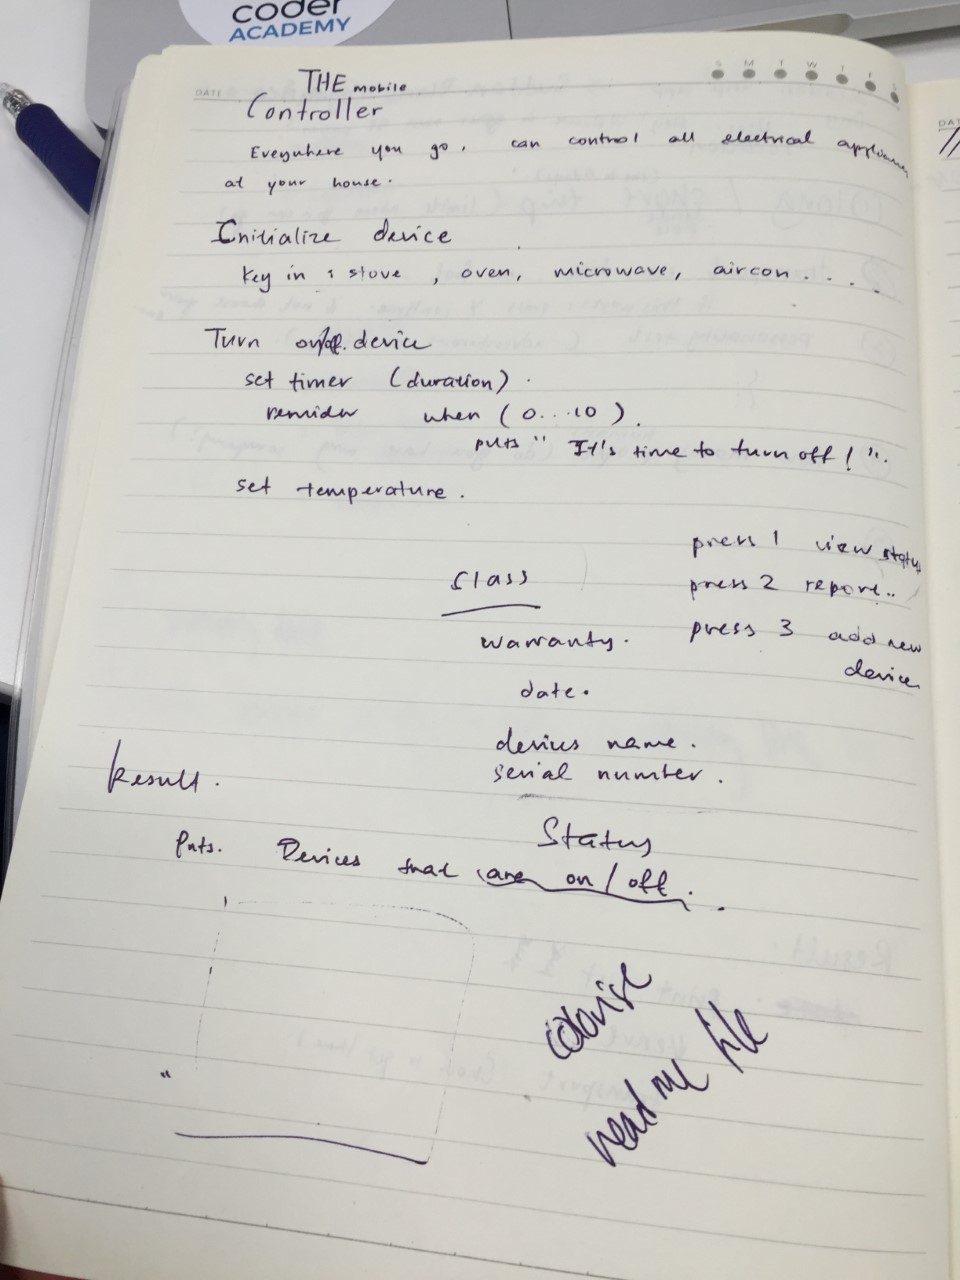 coder
ACADEMY
DATE
S M T W T F S
THE mobile
Controller
Eveywhere you go, can control all electrical appliances
at your house.
Initialize device
key in : stove, oven, microwave, aircon....
Turn on/off device
set timer (duration).
remider when (0...10).
puts " It's time to turn off! ".
set temperature.
press 1 view status
press 2 report..
press 3 add new
device
Class
warranty.
date.
devices name.
serial number.
Result.
Status
Puts. Devices that are on/off.
colorise
read me file